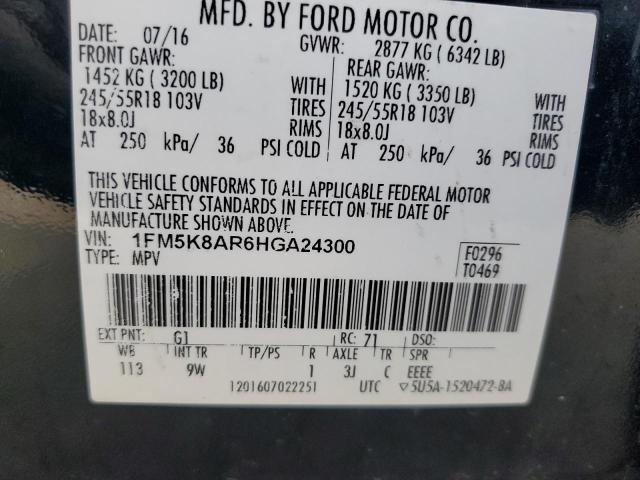 MFD. BY FORD MOTOR CO.
DATE: 07/16 GVWR: 2877 KG ( 6342 LB)
FRONT GAWR: REAR GAWR:
1452 KG ( 3200 LB) WITH 1520 KG ( 3350 LB) WITH
245/55R18 103V TIRES 245/55R18 103V TIRES
18x8.0J RIMS 18x8.0J RIMS
AT 250 kPa/ 36 PSI COLD AT 250 kPa/ 36 PSI COLD
THIS VEHICLE CONFORMS TO ALL APPLICABLE FEDERAL MOTOR
VEHICLE SAFETY STANDARDS IN EFFECT ON THE DATE OF
MANUFACTURE SHOWN ABOVE.
VIN: 1FM5K8AR6HGA24300 F0296
TYPE: MPV T0469
EXT PNT: G1 RC: 71 DSO:
WB INT TR TP/PS R AXLE TR SPR
113 9W 1 3J C EEEE
1201607022251 UTC ▽5U5A-1520472-BA